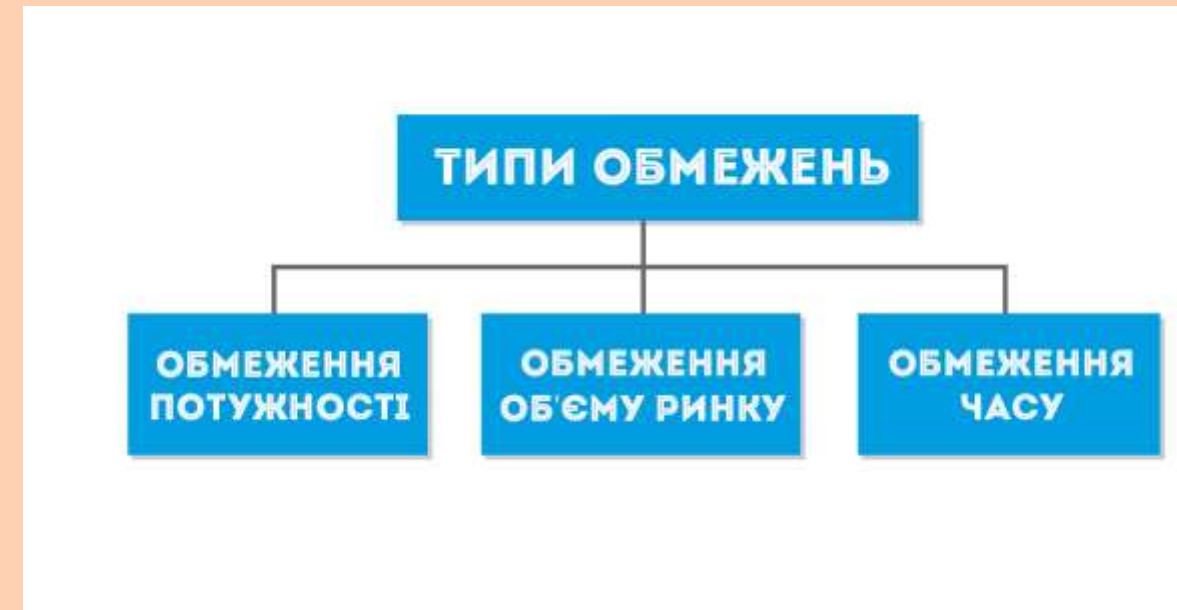 ТИПИ ОБМЕЖЕНЬ
ОБМЕЖЕННЯ
ПОТУЖНОСТІ
ОБМЕЖЕННЯ
ОБ'ЄМУ РИНКУ
ОБМЕЖЕННЯ
ЧАСУ